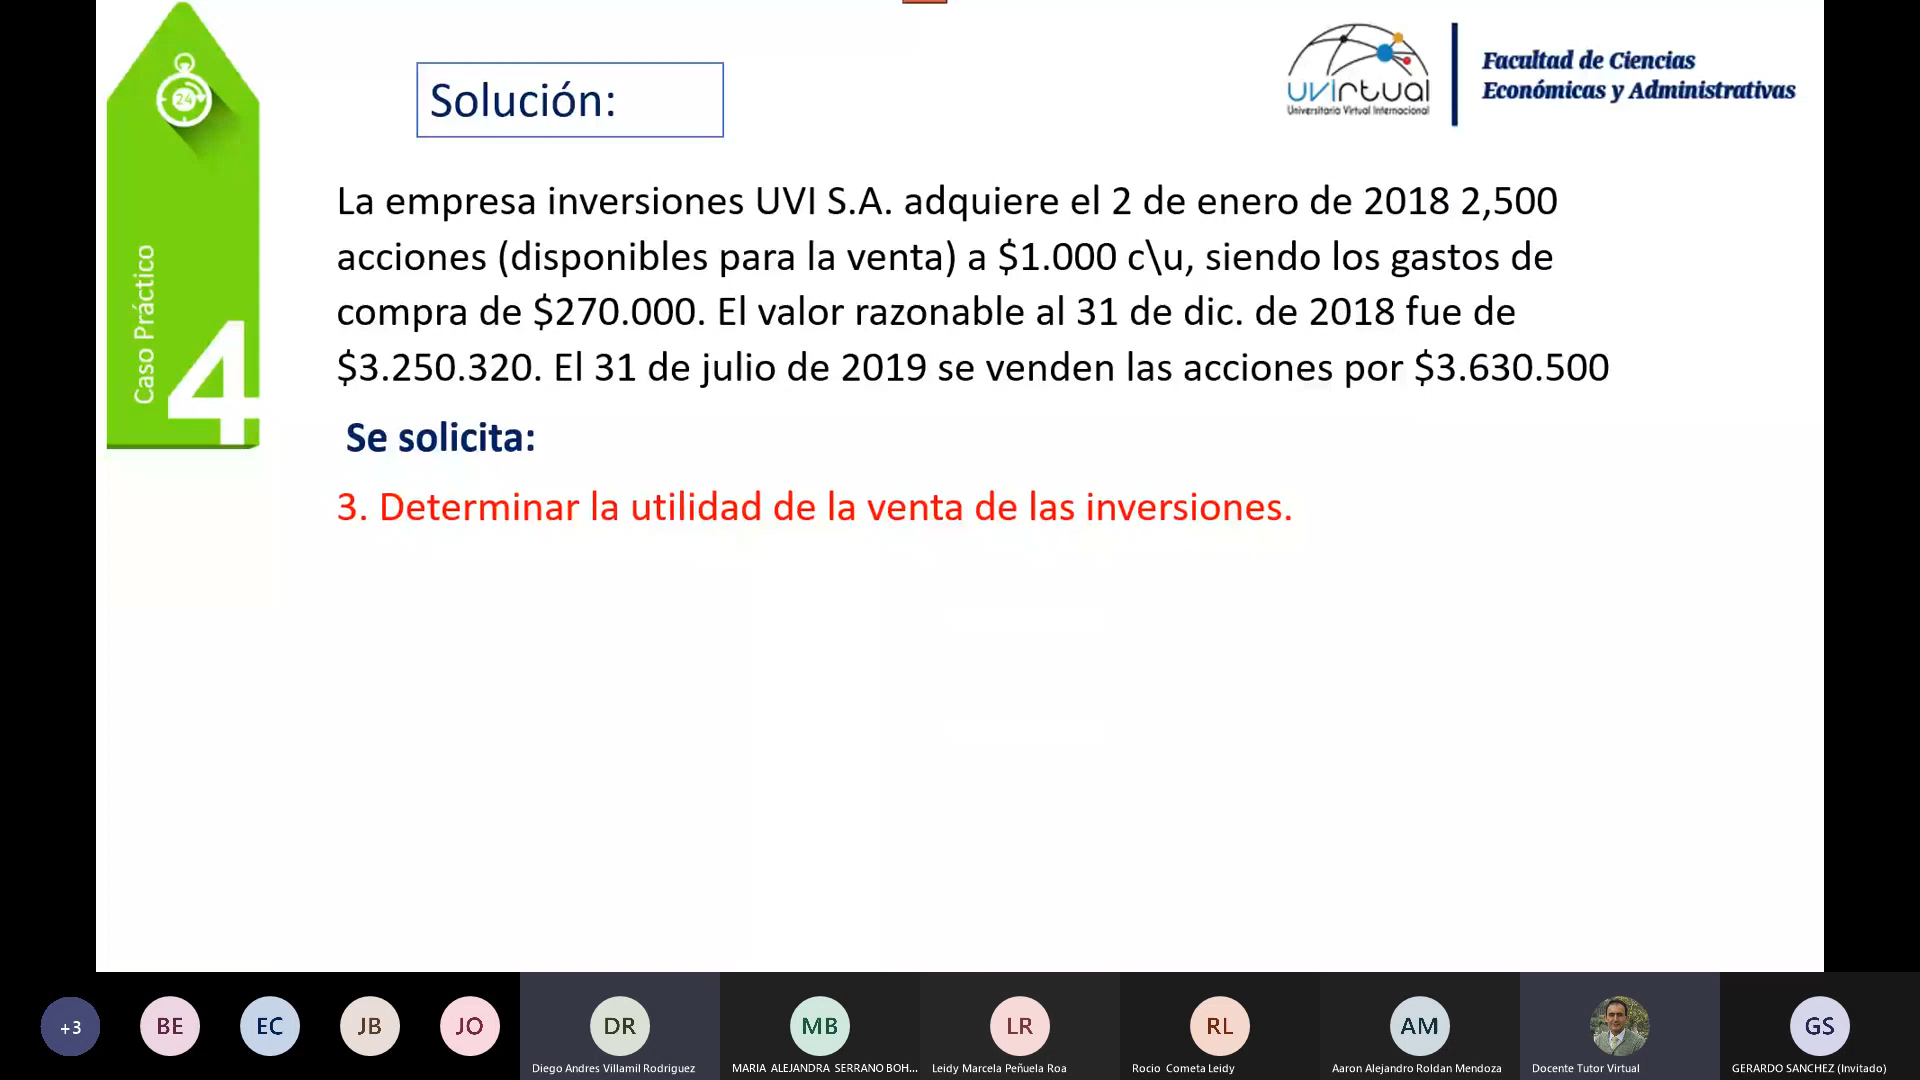 Solución:
24
uvirtual
Universitaria Virtual Internacional
Facultad de Ciencias
Económicas y Administrativas
Caso Práctico
4
La empresa inversiones UVI S.A. adquiere el 2 de enero de 2018 2,500
acciones (disponibles para la venta) a $1.000 c\u, siendo los gastos de
compra de $270.000. El valor razonable al 31 de dic. de 2018 fue de
$3.250.320. El 31 de julio de 2019 se venden las acciones por $3.630.500
Se solicita:
3. Determinar la utilidad de la venta de las inversiones.
+3
BE
EC
JB
JO
DR
MB
LR
RL
AM
GS
Diego Andres Villamil Rodriguez
MARIA ALEJANDRA SERRANO BOH...
Leidy Marcela Peñuela Roa
Rocio Cometa Leidy
Aaron Alejandro Roldan Mendoza
Docente Tutor Virtual
GERARDO SANCHEZ (Invitado)